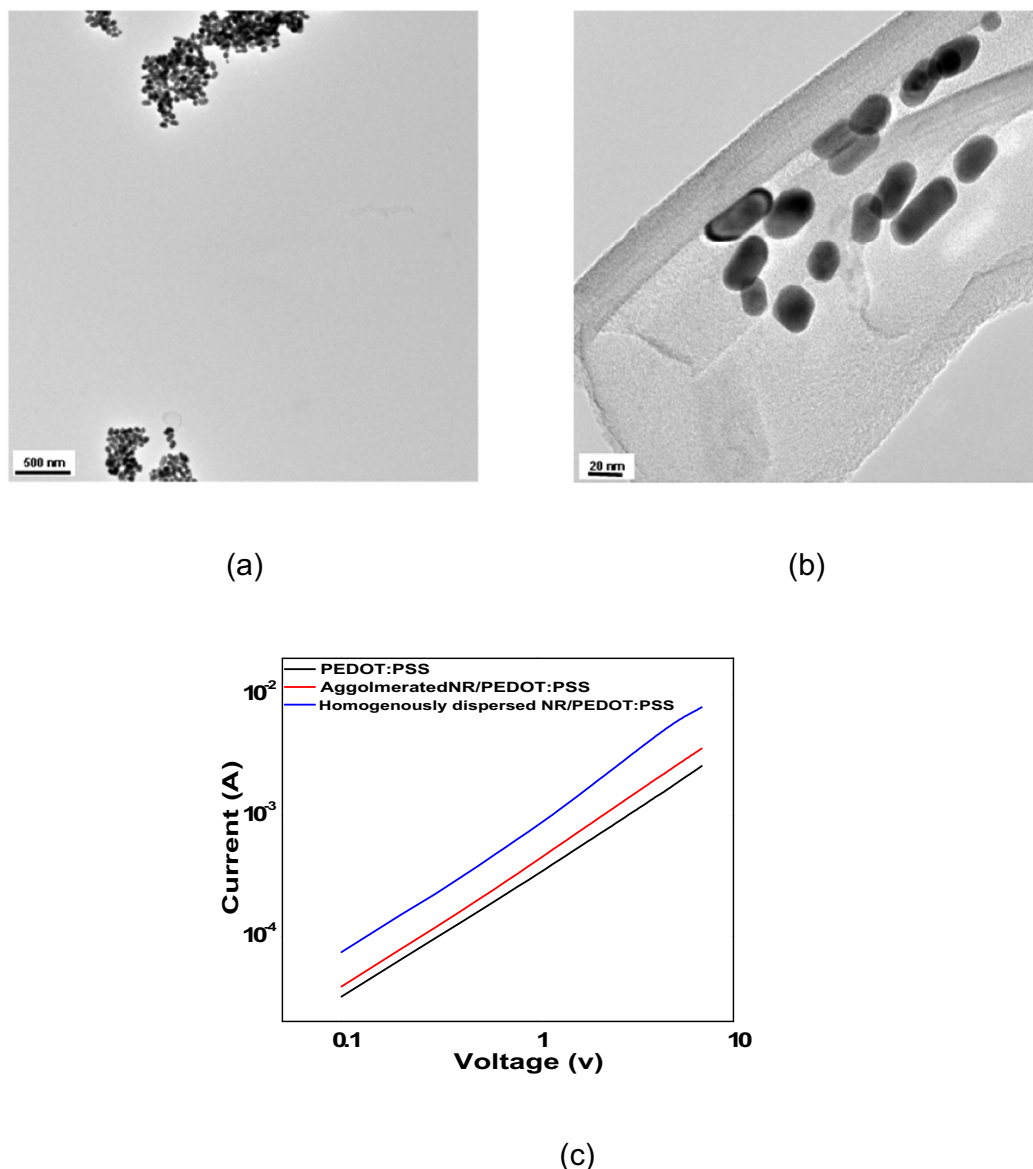 500 nm
20 nm
(a)
(b)
PEDOT:PSS
AggolmeratedNR/PEDOT:PSS
Homogenously dispersed NR/PEDOT:PSS
10-2
10-3
10-4
Current (A)
0.1
1
10
Voltage (v)
(c)